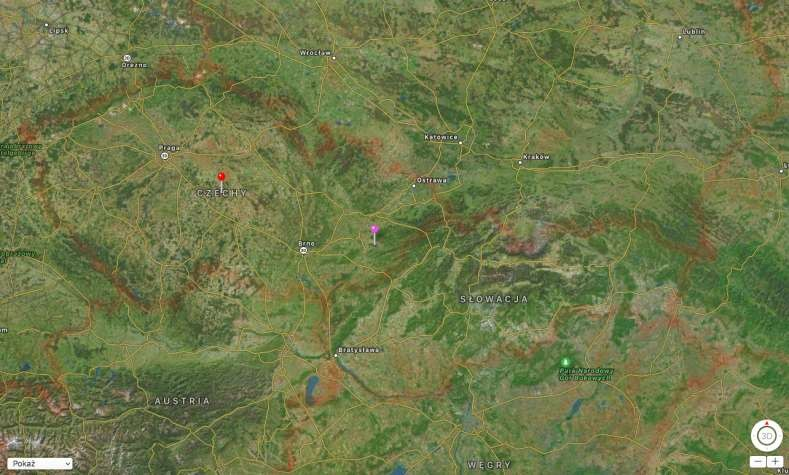 Lipsk
Drezno
Wrocław
Lublin
Praga
Katowice
Kraków
Ostrawa
CZECHY
Brno
SŁOWACJA
Bratysława
Park Narodowy
Gór Bukowych
AUSTRIA
WĘGRY
3D
Pokaż
− +